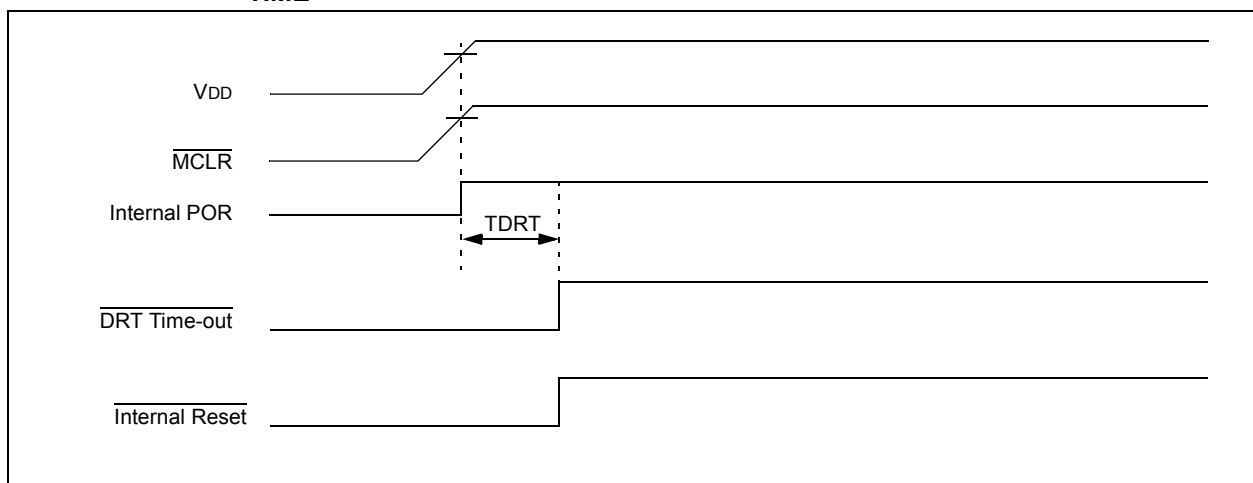 VDD
MCLR
Internal POR
TDRT
DRT Time-out
Internal Reset